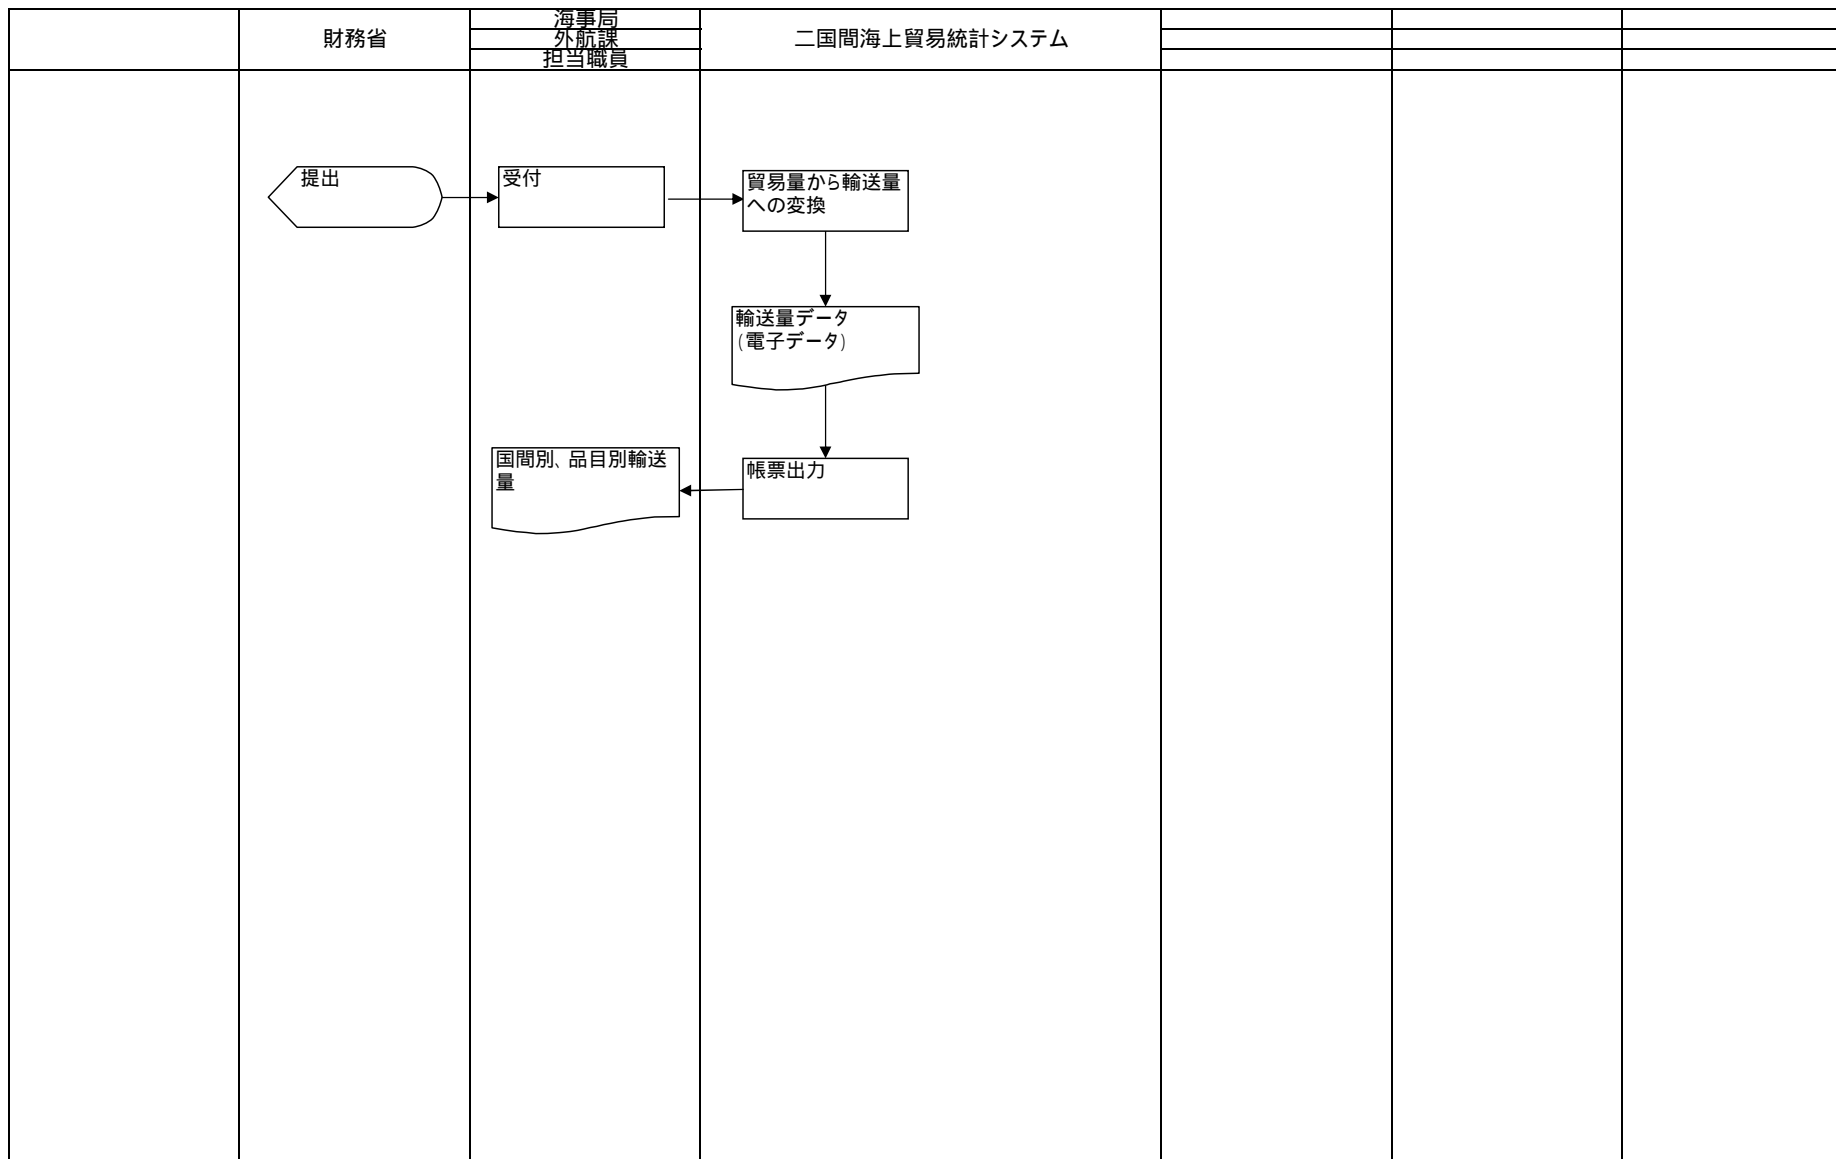 財務省
海事局
外航課
担当職員
二国間海上貿易統計システム
提出
受付
貿易量から輸送量
への変換
輸送量データ
(電子データ)
国間別、品目別輸送
量
帳票出力